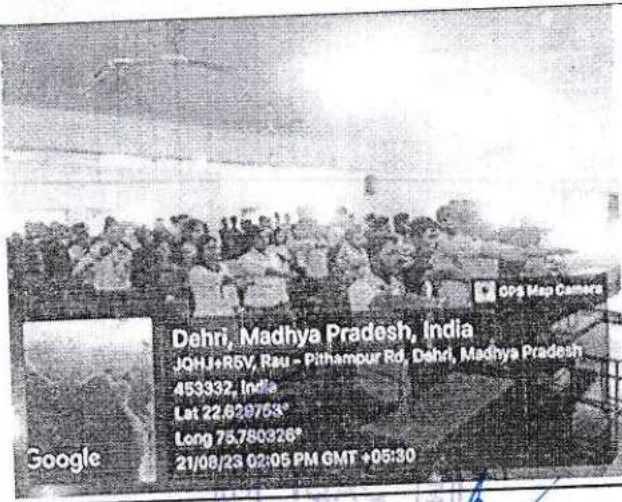 GPS Map Camera
Dehri, Madhya Pradesh, India
JQHJ+R5V, Rau - Pithampur Rd, Dehri, Madhya Pradesh
453332, India
Lat 22.629753°
Long 75.780326°
21/08/23 02:05 PM GMT +05:30
Google